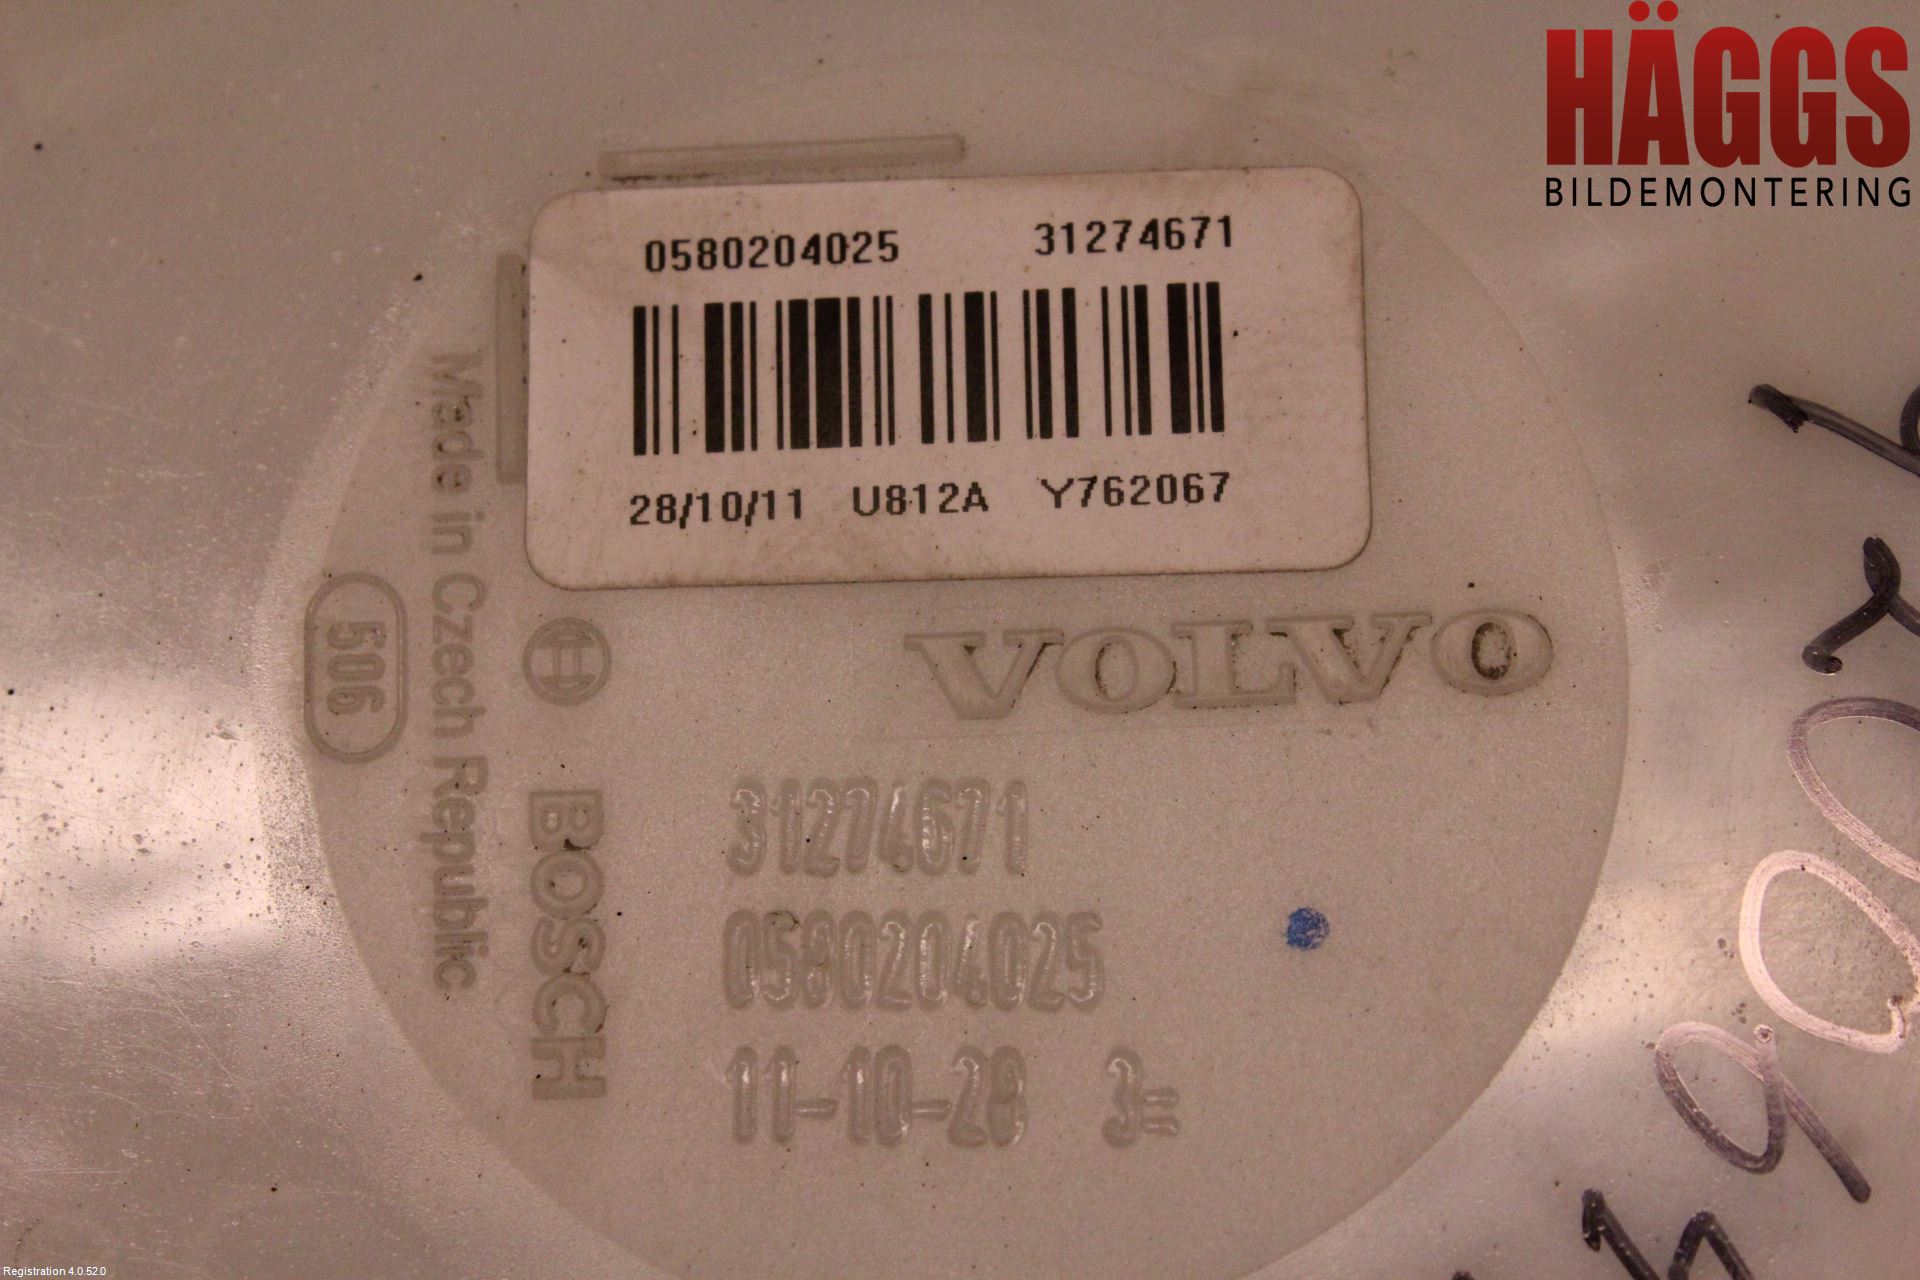 HÄGGS
BILDEMONTERING
0580204025 31274671
28/10/11 U812A Y762067
Made in Czech Republic
506
BOSCH
VOLVO
31274671
0580204025
11-10-28 3=
Registration 4.0.52.0